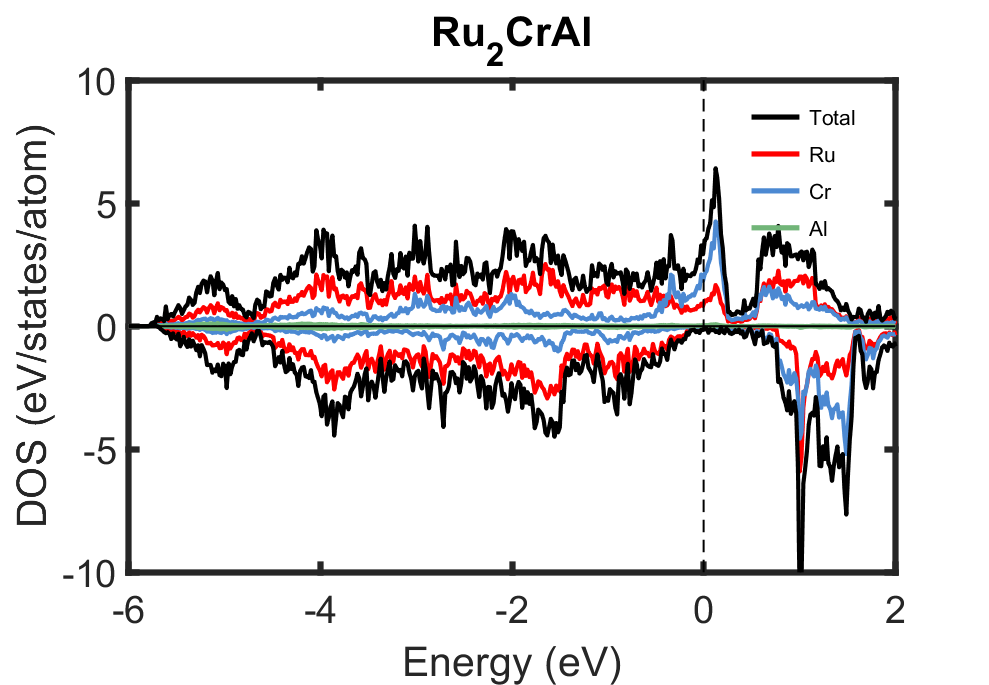 Ru2CrAl
10
5
0
-5
-10
DOS (eV/states/atom)
Total
Ru
Cr
Al
-6 -4 -2 0 2
Energy (eV)